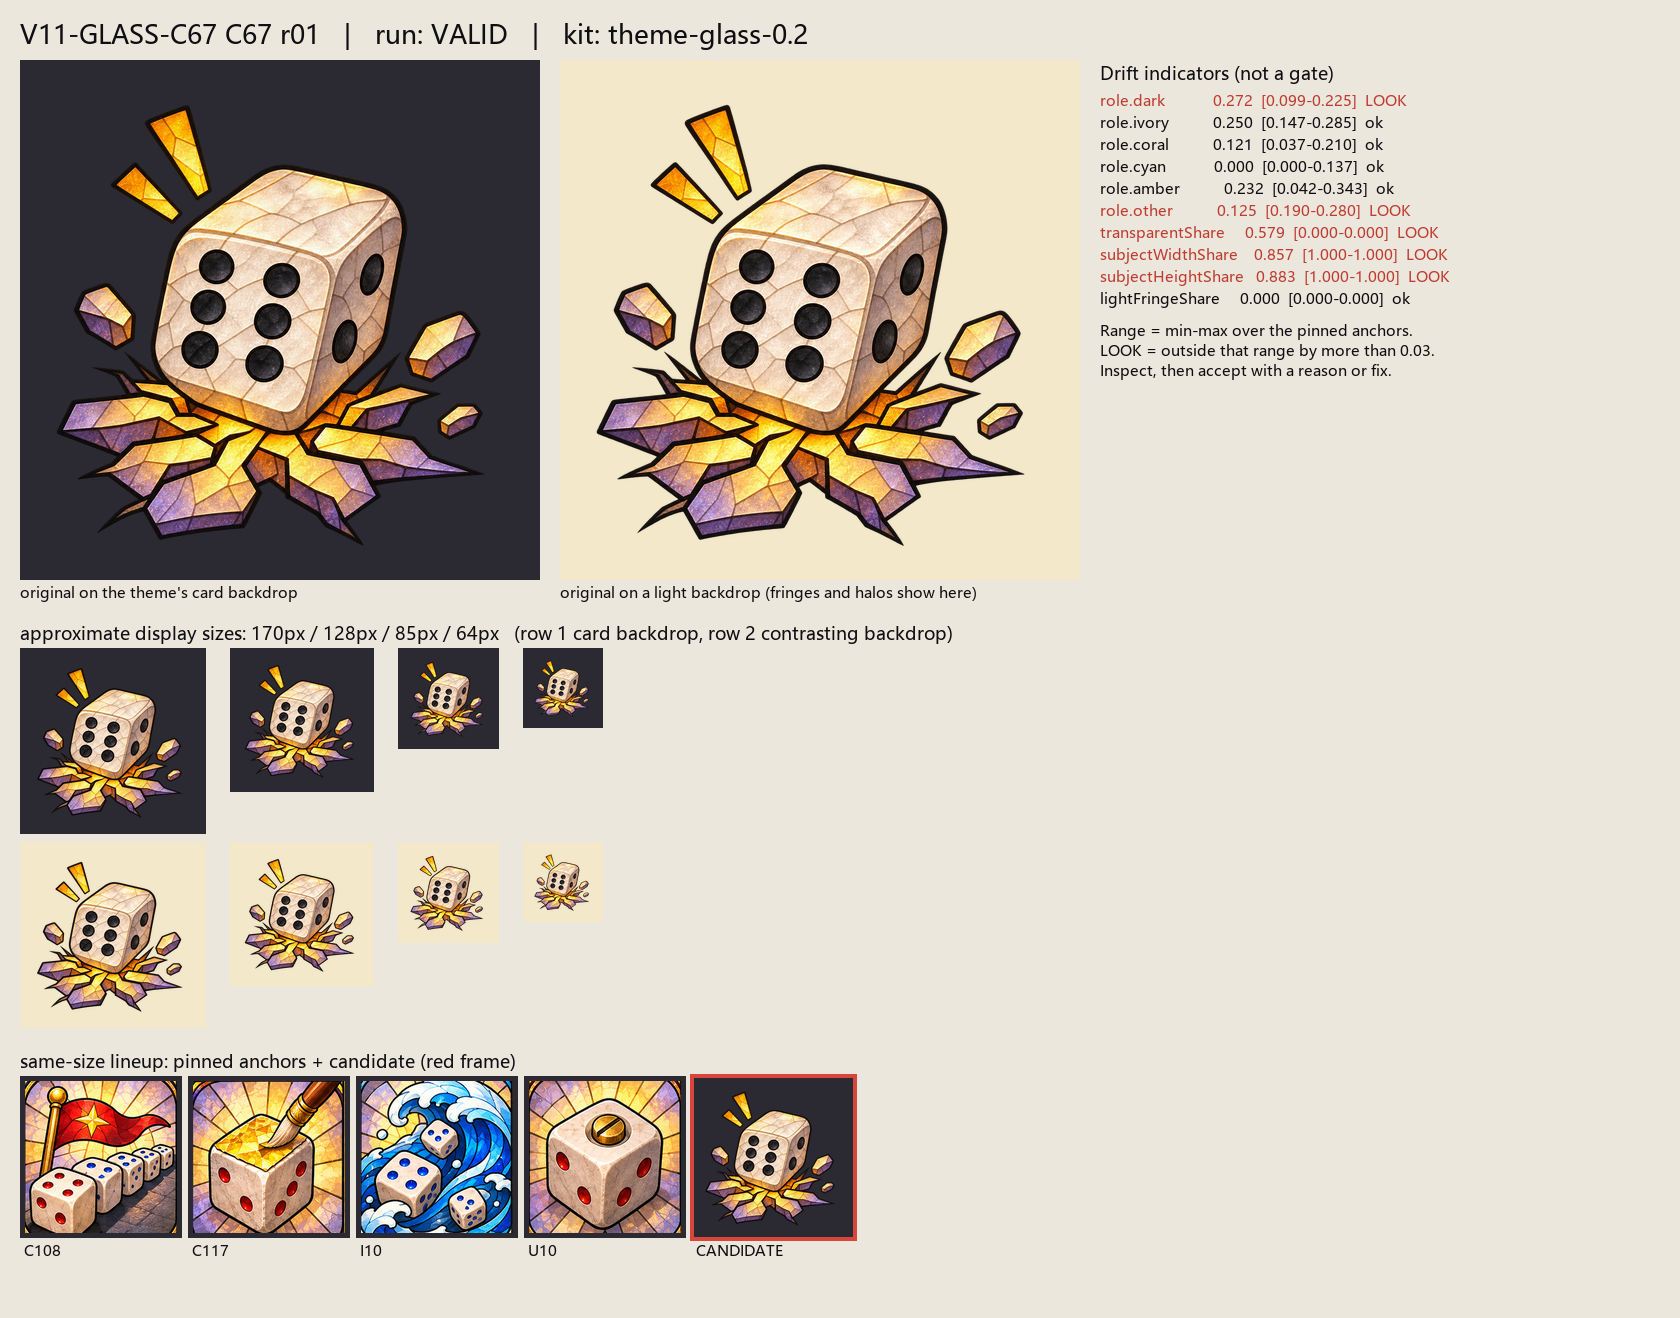 V11-GLASS-C67 C67 r01 | run: VALID | kit: theme-glass-0.2
Drift indicators (not a gate)
role.dark 0.272 [0.099-0.225] LOOK
role.ivory 0.250 [0.147-0.285] ok
role.coral 0.121 [0.037-0.210] ok
role.cyan 0.000 [0.000-0.137] ok
role.amber 0.232 [0.042-0.343] ok
role.other 0.125 [0.190-0.280] LOOK
transparentShare 0.579 [0.000-0.000] LOOK
subjectWidthShare 0.857 [1.000-1.000] LOOK
subjectHeightShare 0.883 [1.000-1.000] LOOK
lightFringeShare 0.000 [0.000-0.000] ok
Range = min-max over the pinned anchors.
LOOK = outside that range by more than 0.03.
Inspect, then accept with a reason or fix.
original on the theme's card backdrop
original on a light backdrop (fringes and halos show here)
approximate display sizes: 170px / 128px / 85px / 64px (row 1 card backdrop, row 2 contrasting backdrop)
same-size lineup: pinned anchors + candidate (red frame)
C108
C117
I10
U10
CANDIDATE